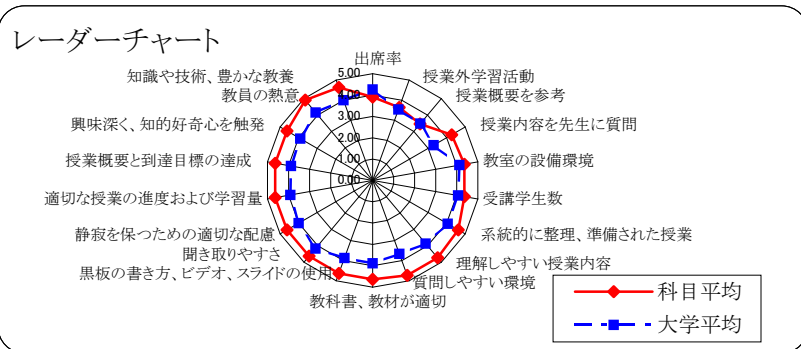 レーダーチャート
出席率
授業外学習活動
授業概要を参考
授業内容を先生に質問
教室の設備環境
受講学生数
系統的に整理、準備された授業
理解しやすい授業内容
質問しやすい環境
教科書、教材が適切
黒板の書き方、ビデオ、スライドの使用
聞き取りやすさ
静寂を保つための適切な配慮
適切な授業の進度および学習量
授業概要と到達目標の達成
興味深く、知的好奇心を触発
教員の熱意
知識や技術、豊かな教養
5.00
4.00
3.00
2.00
1.00
0.00
科目平均
大学平均